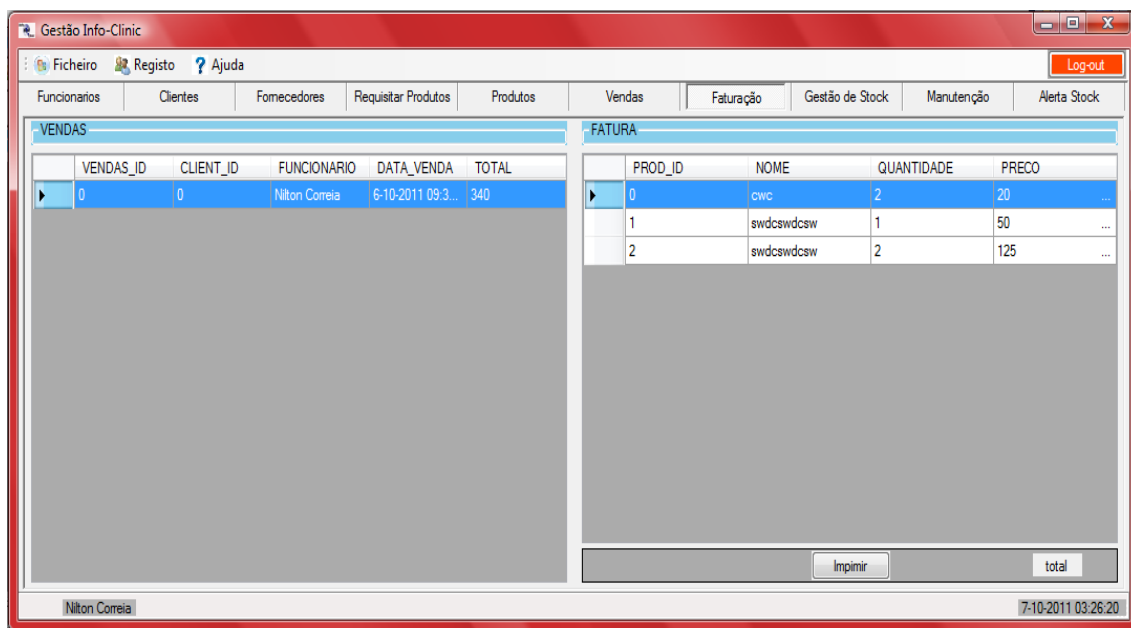 Gestão Info-Clinic
Ficheiro Registo ? Ajuda Log-out
Funcionarios Clientes Fornecedores Requisitar Produtos Produtos Vendas Faturação Gestão de Stock Manutenção Alerta Stock
VENDAS FATURA
VENDAS_ID CLIENT_ID FUNCIONARIO DATA_VENDA TOTAL PROD_ID NOME QUANTIDADE PRECO
0 0 Nilton Correia 6-10-2011 09:3... 340 0 cwc 2 20 ...
1 swdcswdcsw 1 50 ...
2 swdcswdcsw 2 125 ...
Impimir total
Nilton Correia 7-10-2011 03:26:20